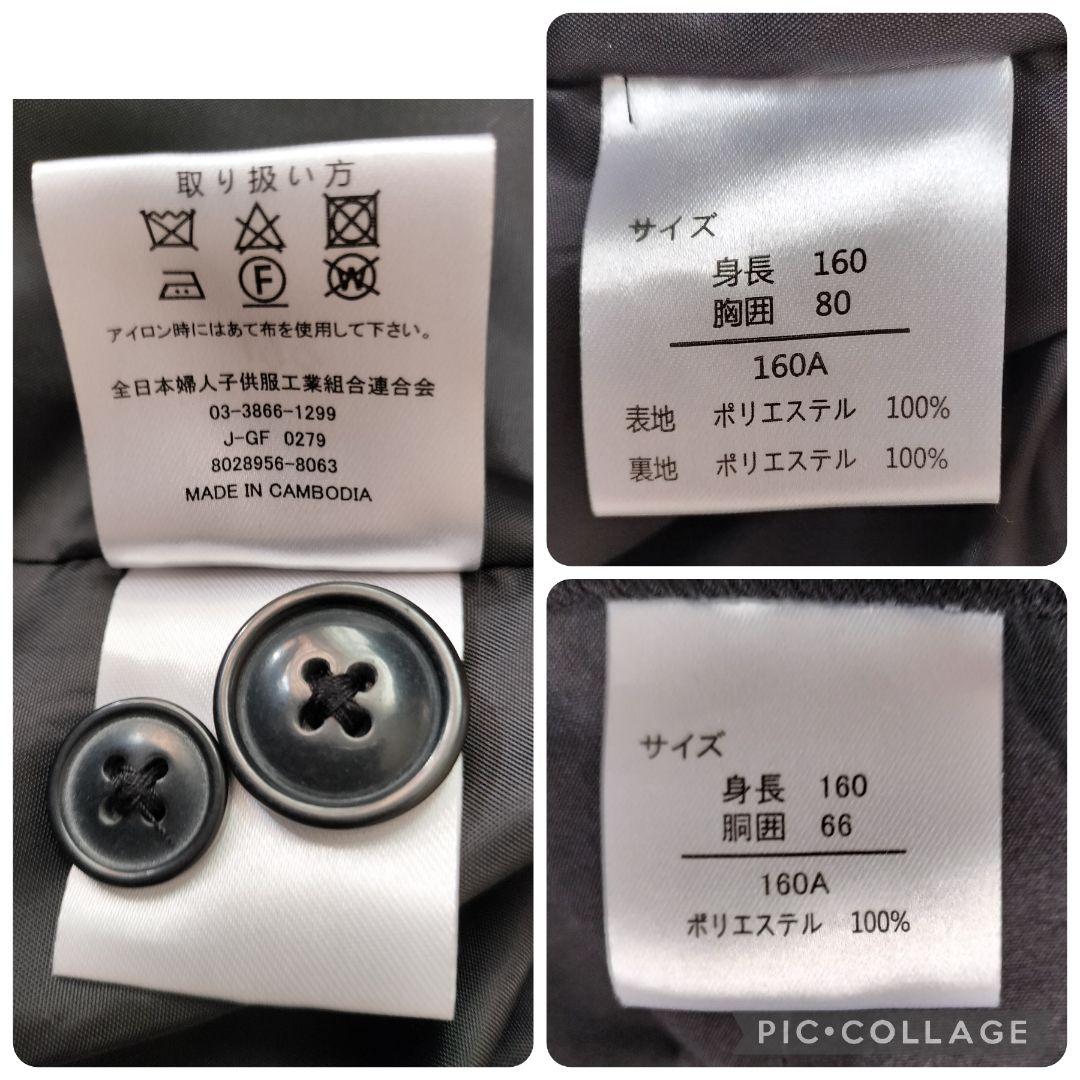 取り扱い方
F
W
アイロン時にはあて布を使用して下さい。
全日本婦人子供服工業組合連合会
03-3866-1299
J-GF 0279
8028956-8063
MADE IN CAMBODIA
サイズ
身長 160
胸囲 80
160A
表地 ポリエステル 100%
裏地 ポリエステル 100%
サイズ
身長 160
胴囲 66
160A
ポリエステル 100%
PIC•COLLAGE